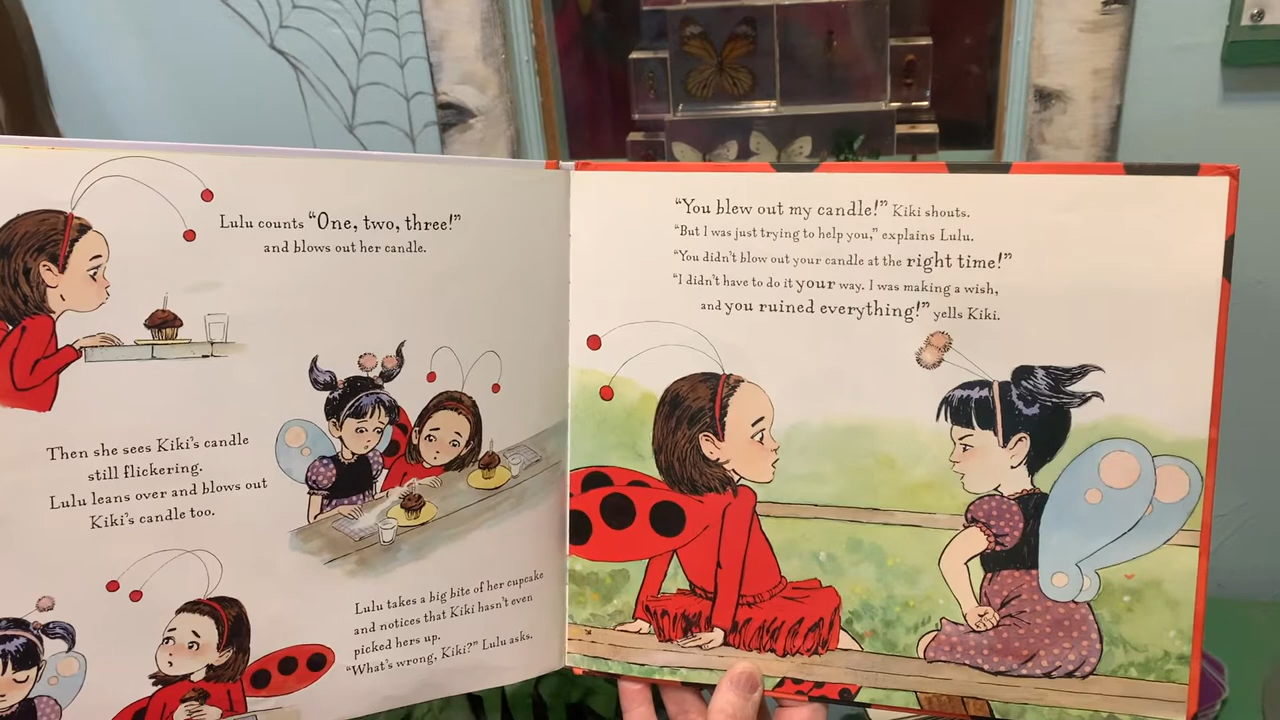 Lulu counts “One, two, three!”
and blows out her candle.
Then she sees Kiki’s candle
still flickering.
Lulu leans over and blows out
Kiki’s candle too.
Lulu takes a big bite of her cupcake
and notices that Kiki hasn’t even
picked hers up.
“What’s wrong, Kiki?” Lulu asks.
“You blew out my candle!” Kiki shouts.
“But I was just trying to help you,” explains Lulu.
“You didn’t blow out your candle at the right time!”
“I didn’t have to do it your way. I was making a wish,
and you ruined everything!” yells Kiki.